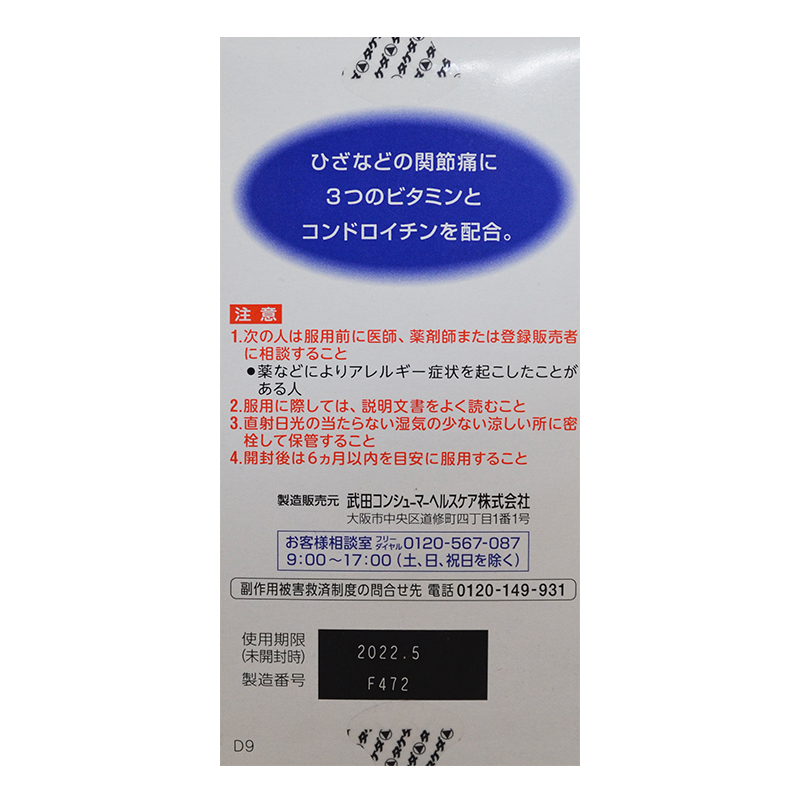 タケダ
ひざなどの関節痛に
3つのビタミンと
コンドロイチンを配合。
注意
1.次の人は服用前に医師、薬剤師または登録販売者
に相談すること
●薬などによりアレルギー症状を起こしたことが
ある人
2.服用に際しては、説明文書をよく読むこと
3.直射日光の当たらない湿気の少ない涼しい所に密
栓して保管すること
4.開封後は6ヵ月以内を目安に服用すること
製造販売元 武田コンシューマーヘルスケア株式会社
大阪市中央区道修町四丁目1番1号
お客様相談室 フリーダイヤル 0120-567-087
9:00～17:00(土、日、祝日を除く)
副作用被害救済制度の問合せ先 電話 0120-149-931
使用期限
(未開封時) 2022.5
製造番号 F472
タケダ
D9